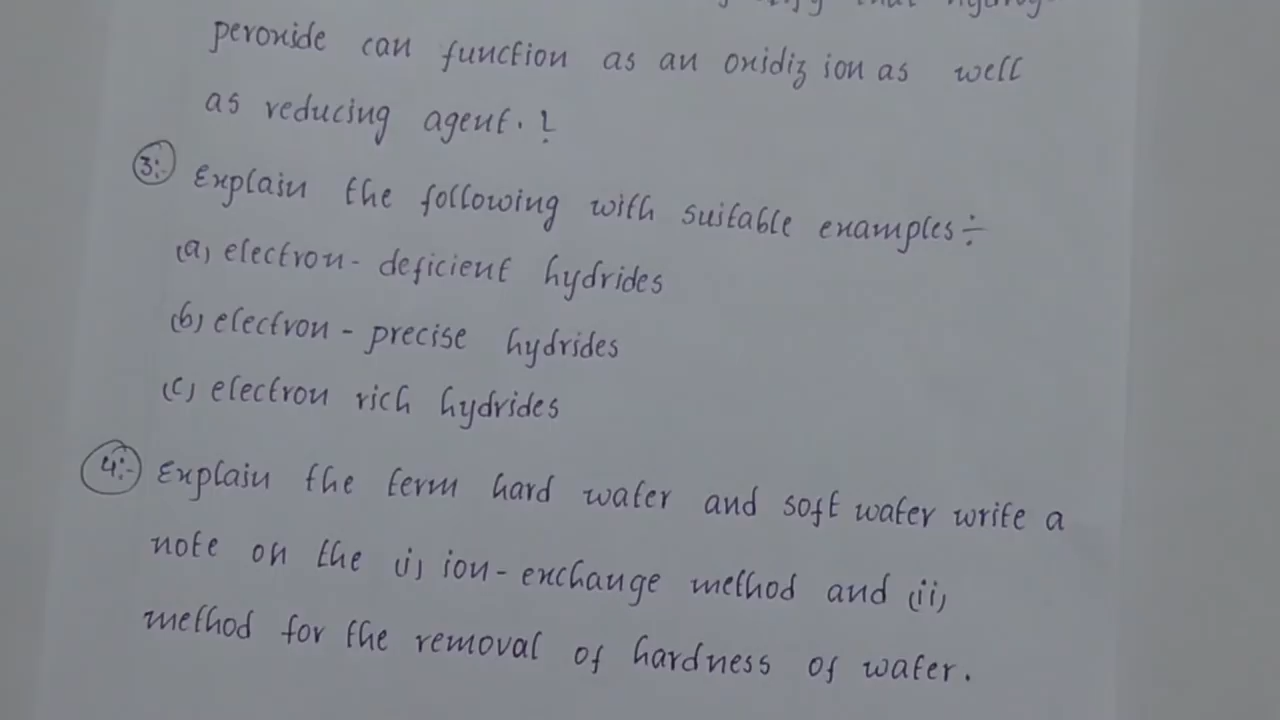 that hydrog-
peroxide can function as an oxidiz ion as well
as reducing agent. ?
3:- Explain the following with suitable examples ÷
(a) electron - deficient hydrides
(b) electron - precise hydrides
(c) electron rich hydrides
4:- Explain the term hard water and soft water write a
note on the (i) ion - exchange method and (ii)
method for the removal of hardness of water.